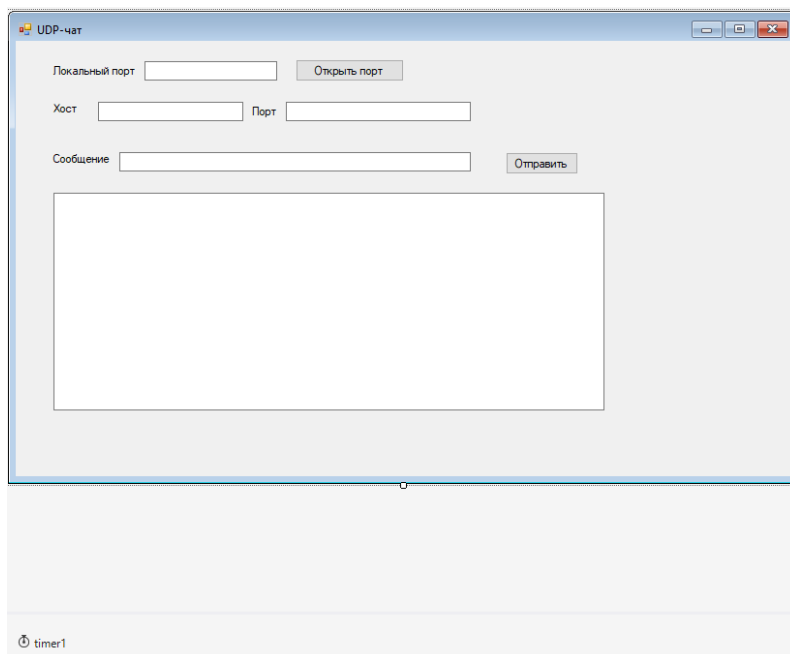 UDP-чат
Локальный порт Открыть порт
Хост Порт
Сообщение Отправить
timer1